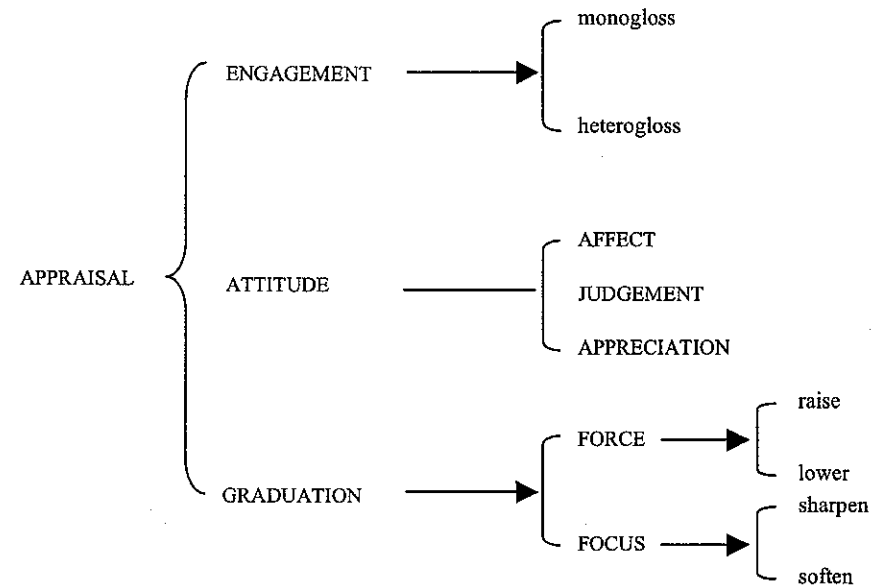 monogloss
ENGAGEMENT
heterogloss
AFFECT
APPRAISAL
ATTITUDE
JUDGEMENT
APPRECIATION
raise
FORCE
lower
GRADUATION
sharpen
FOCUS
soften